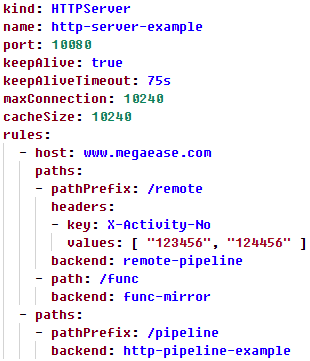 kind: HTTPServer
name: http-server-example
port: 10080
keepAlive: true
keepAliveTimeout: 75s
maxConnection: 10240
cacheSize: 10240
rules:
- host: www.megaease.com
paths:
- pathPrefix: /remote
headers:
- key: X-Activity-No
values: [ "123456", "124456" ]
backend: remote-pipeline
- path: /func
backend: func-mirror
- paths:
- pathPrefix: /pipeline
backend: http-pipeline-example